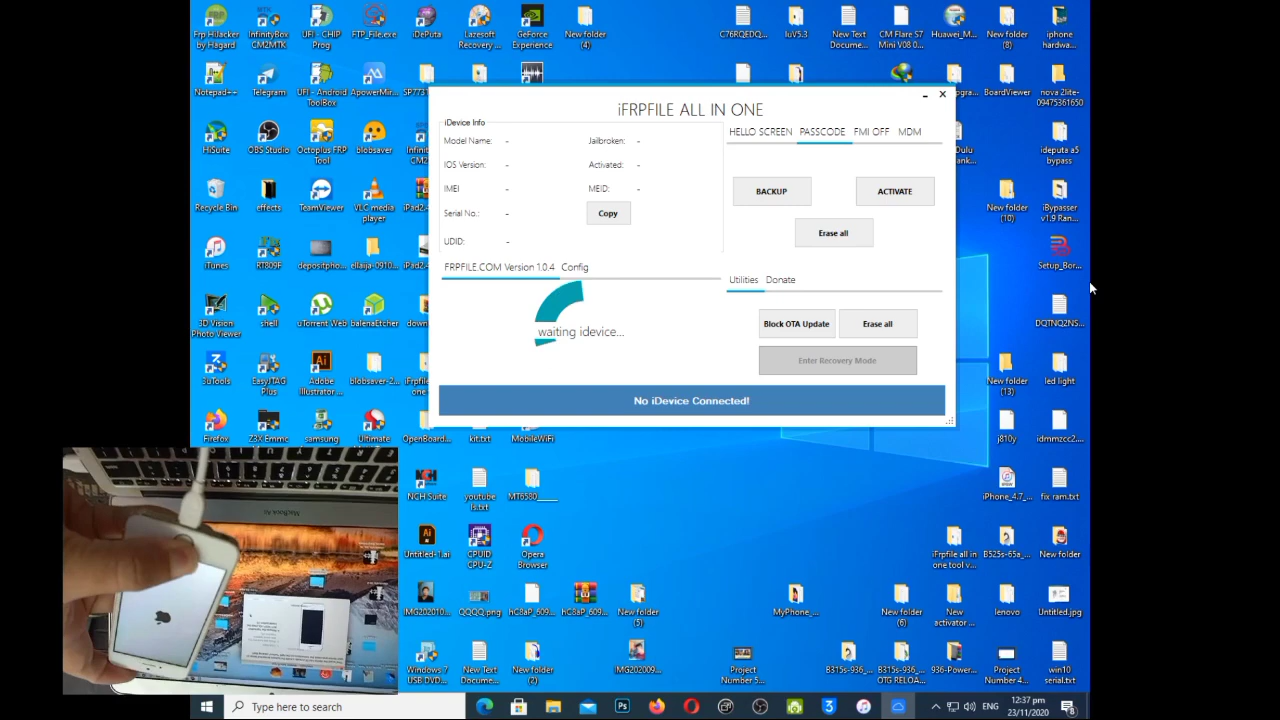 Frp HiJacker
by Hagard
InfinityBox
CM2MTK
UFI - CHIP
Prog
FTP_File.exe
iDePuta
Lazesoft
Recovery ...
GeForce
Experience
New folder
(4)
C76RQEDQ...
IuV5.3
New Text
Docume...
CM Flare S7
Mini V08 0...
Huawei_M...
New folder
(8)
iphone
hardwa...
Notepad++
Telegram
UFI - Android
ToolBox
ApowerMir...
SP7731
BoardViewer
nova 2lite-
09475361650
HiSuite
OBS-Studio
Octoplus FRP
Tool
blobsaver
ideputa a5
bypass
Recycle Bin
effects
TeamViewer
VLC media
player
New folder
(10)
iBypasser
v1.9 Ran...
iTunes
RT809F
depositpho...
ellaija-0910...
Setup_Bor...
3D Vision
Photo Viewer
shell
uTorrent Web
balenaEtcher
DQTNQ2NS...
3uTools
EasyJTAG
Plus
Adobe
Illustrator ...
blobsaver-2...
New folder
(13)
led light
Firefox
Z3X Emmc
samsung
Ultimate
OpenBoard...
kit.txt
MobileWiFi
j810y
idmmzcc2...
iFRPFILE ALL IN ONE
iDevice Info
Model Name: -
Jailbroken: -
IOS Version: -
Activated: -
IMEI -
MEID: -
Serial No.: -
Copy
UDID: -
HELLO SCREEN PASSCODE FMI OFF MDM
BACKUP
ACTIVATE
Erase all
FRPFILE.COM Version 1.0.4 Config
waiting idevice...
Utilities Donate
Block OTA Update
Erase all
Enter Recovery Mode
No iDevice Connected!
NCH Suite
youtube
ls.txt
MT6580____
iPhone_4.7_...
fix ram.txt
Untitled-1.ai
CPUID
CPU-Z
Opera
Browser
iFrpfile all in
one tool v...
B525s-65a_...
New folder
IMG202010...
QQQQ.png
hC8aP_609...
hC8aP_609...
New folder
(5)
MyPhone_...
New folder
(6)
New
activator ...
lenovo
Untitled.jpg
Windows 7
USB DVD...
New Text
Docume...
New folder
(2)
IMG202009...
Project
Number 5...
B315s-936_...
B315s-936_...
OTG RELOA...
936-Power...
Project
Number 4...
win10
serial.txt
MacBook Air
Type here to search
ENG
12:37 pm
23/11/2020